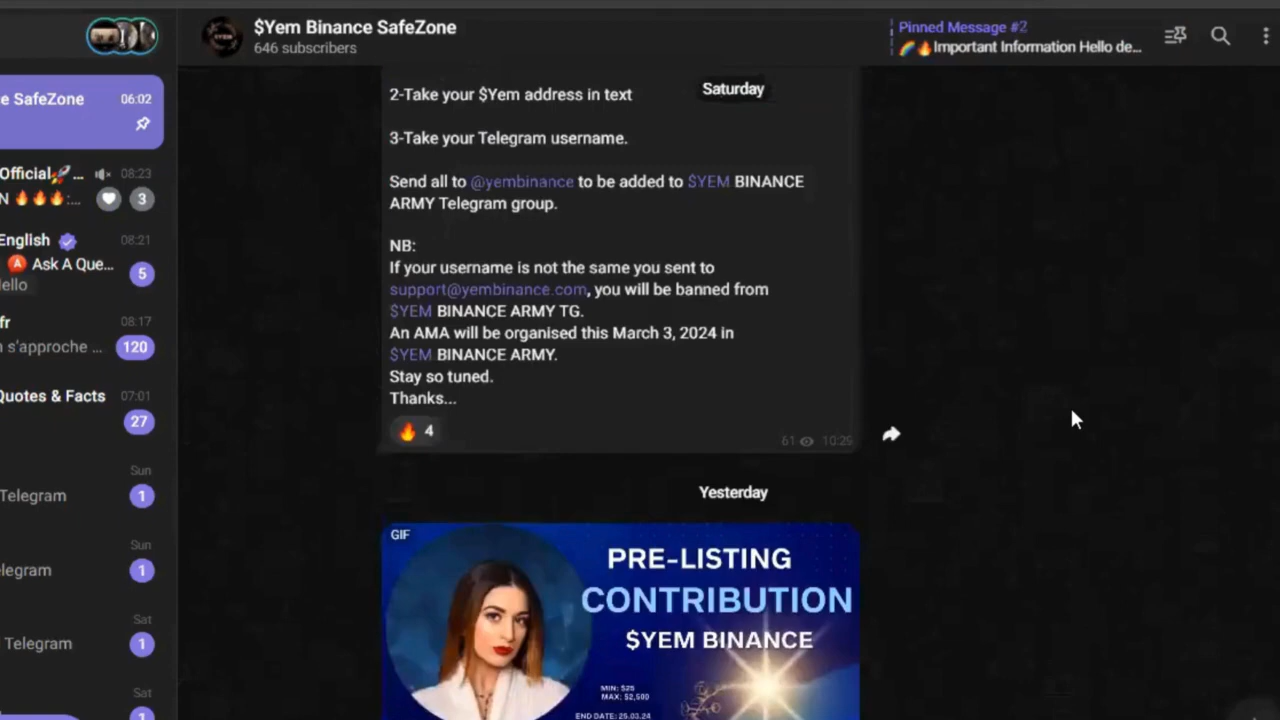 $Yem Binance SafeZone
646 subscribers
Pinned Message #2
🌈🔥Important Information Hello de...
e SafeZone 06:02
Official🚀... 08:23
N 🔥🔥🔥:... 3
English 08:21
Ask A Que... 5
ello
fr 08:17
s'approche ... 120
Quotes & Facts 07:01
27
Sun
Telegram 1
Sun
legram 1
Sat
Telegram 1
Sat
1
2-Take your $Yem address in text
Saturday
3-Take your Telegram username.
Send all to @yembinance to be added to $YEM BINANCE
ARMY Telegram group.
NB:
If your username is not the same you sent to
support@yembinance.com, you will be banned from
$YEM BINANCE ARMY TG.
An AMA will be organised this March 3, 2024 in
$YEM BINANCE ARMY.
Stay so tuned.
Thanks...
🔥 4
61 10:29
Yesterday
GIF
PRE-LISTING
CONTRIBUTION
$YEM BINANCE
MIN: $25
MAX: $2,500
END DATE: 25.03.24